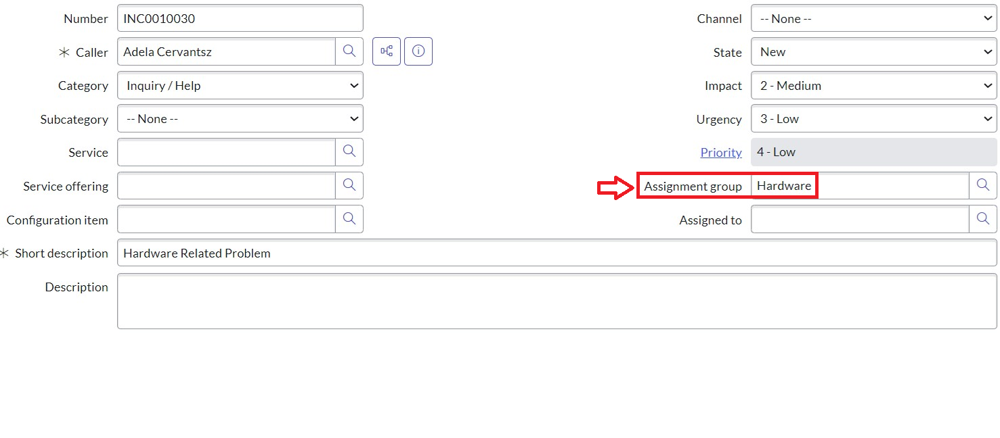 Number INC0010030 Channel -- None --
Caller Adela Cervantsz State New
Category Inquiry / Help Impact 2 - Medium
Subcategory -- None -- Urgency 3 - Low
Service Priority 4 - Low
Service offering Assignment group Hardware
Configuration item Assigned to
Short description Hardware Related Problem
Description